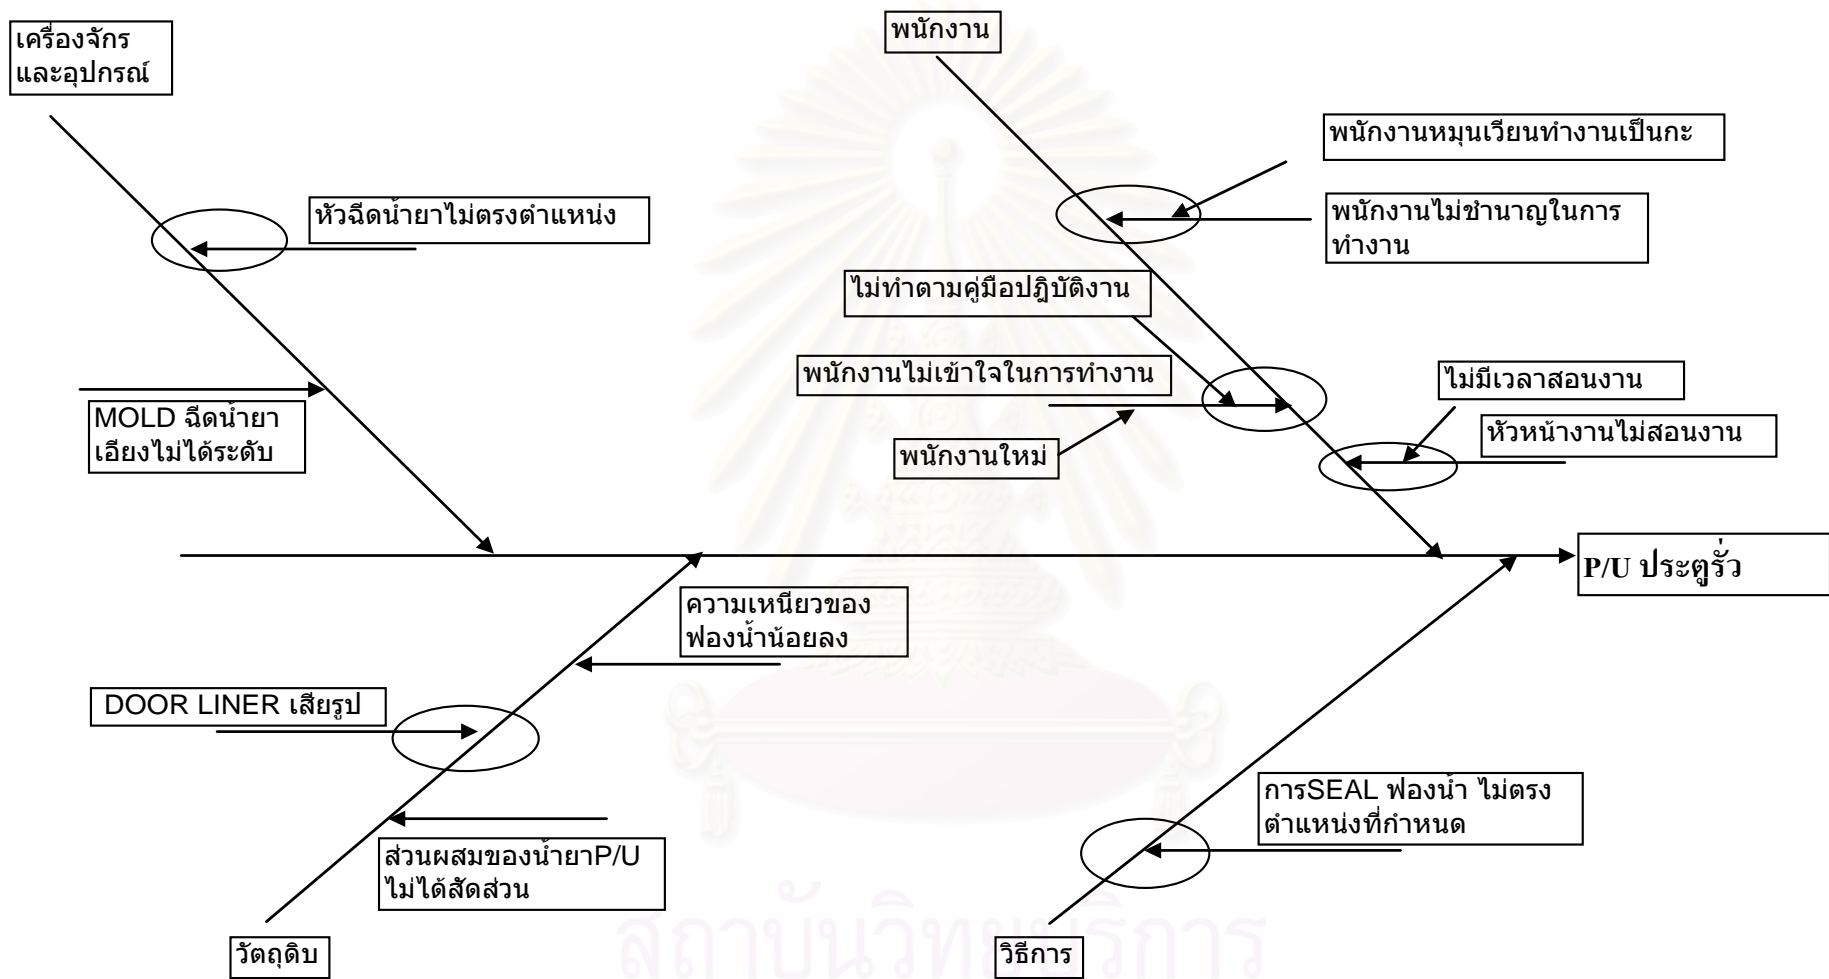 เครื่องจักร
และอุปกรณ์
พนักงาน
พนักงานหมุนเวียนทำงานเป็นกะ
หัวฉีดน้ำยาไม่ตรงตำแหน่ง
พนักงานไม่ชำนาญในการ
ทำงาน
ไม่ทำตามคู่มือปฎิบัติงาน
พนักงานไม่เข้าใจในการทำงาน
ไม่มีเวลาสอนงาน
MOLD ฉีดน้ำยา
เอียงไม่ได้ระดับ
หัวหน้างานไม่สอนงาน
พนักงานใหม่
P/U ประตูรั่ว
ความเหนียวของ
ฟองน้ำน้อยลง
DOOR LINER เสียรูป
การSEAL ฟองน้ำ ไม่ตรง
ตำแหน่งที่กำหนด
ส่วนผสมของน้ำยาP/U
ไม่ได้สัดส่วน
วัตถุดิบ
วิธีการ
สถาบันวิทยบริการ